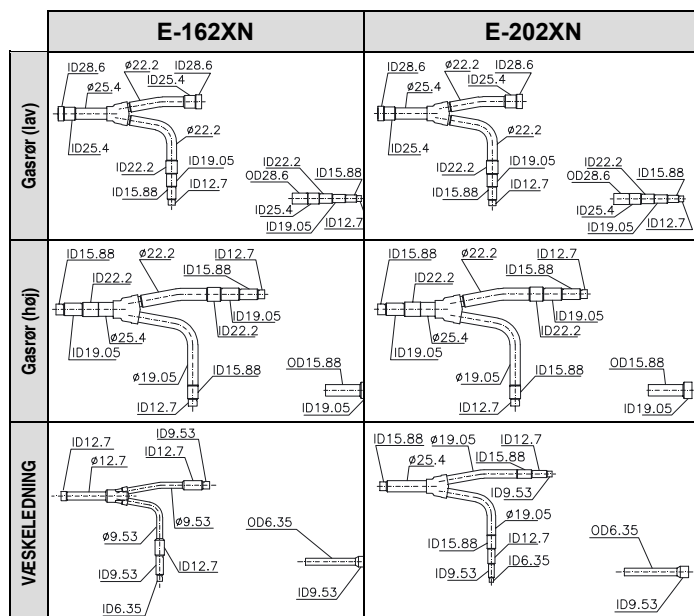 E-162XN
E-202XN
Gasrør (lav)
ID28.6 ø22.2 ID28.6
ø25.4 ID25.4
ID25.4
ø22.2
ID22.2 ID19.05
ID15.88 ID12.7
ID22.2
OD28.6 ID15.88
ID25.4
ID19.05
ID12.7
ID28.6 ø22.2 ID28.6
ø25.4 ID25.4
ID25.4
ø22.2
ID22.2 ID19.05
ID15.88 ID12.7
ID22.2
OD28.6 ID15.88
ID25.4
ID19.05
ID12.7
Gasrør (høj)
ID15.88 ø22.2 ID12.7
ID22.2 ID15.88
ID19.05
ø25.4 ID22.2
ID19.05
ø19.05 ID15.88
ID12.7
OD15.88
ID19.05
ID15.88 ø22.2 ID12.7
ID22.2 ID15.88
ID19.05
ø25.4 ID22.2
ID19.05
ø19.05 ID15.88
ID12.7
OD15.88
ID19.05
VÆSKELEDNING
ID12.7 ID9.53
ø12.7 ID12.7
ø9.53
ø9.53
ID12.7
ID9.53
ID6.35
OD6.35
ID9.53
ID15.88 ø19.05 ID12.7
ø25.4 ID15.88
ID9.53
ø19.05
ID15.88 ID12.7
ID9.53 ID6.35
OD6.35
ID9.53